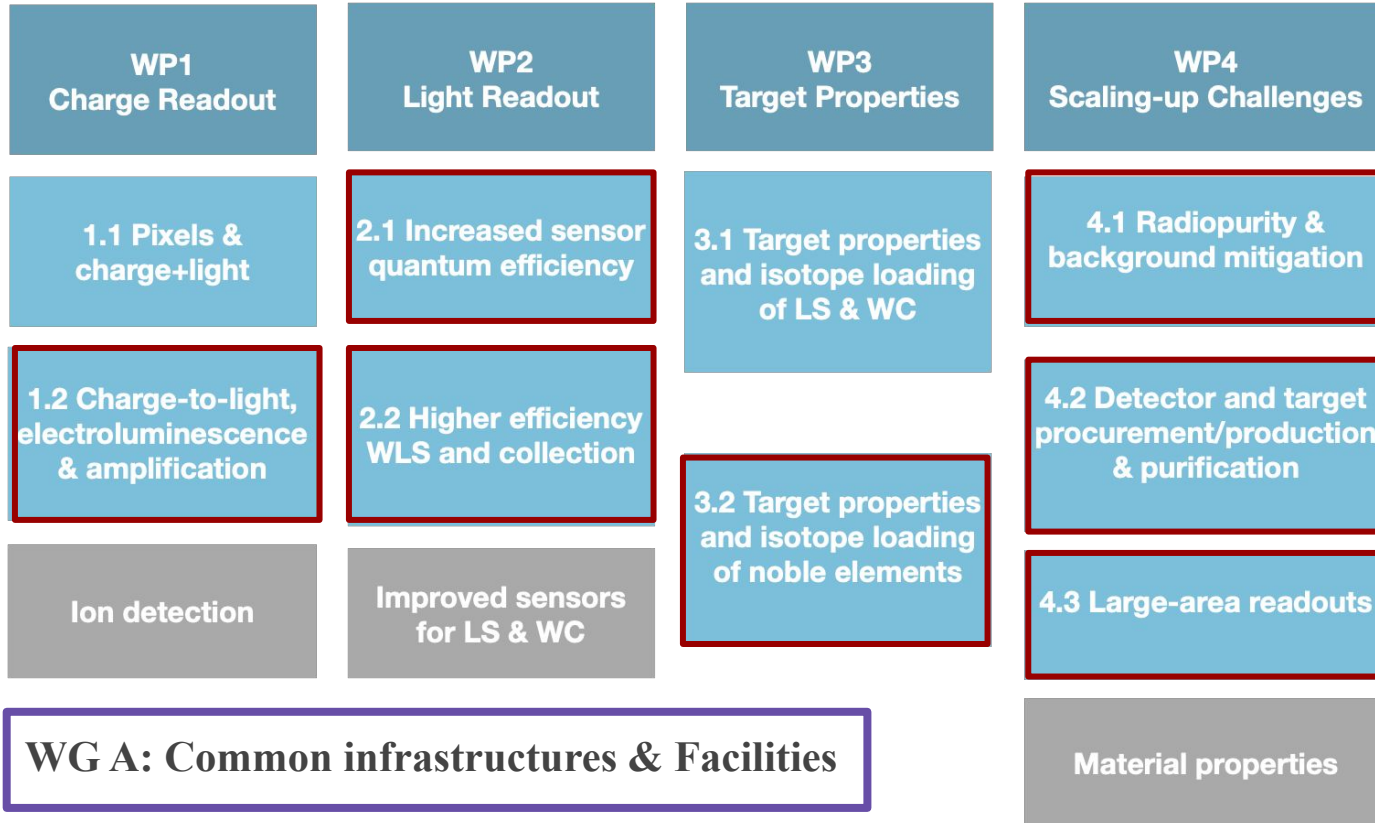 WP1
Charge Readout
1.1 Pixels &
charge+light
1.2 Charge-to-light,
electroluminescence
& amplification
Ion detection
WP2
Light Readout
2.1 Increased sensor
quantum efficiency
2.2 Higher efficiency
WLS and collection
Improved sensors
for LS & WC
WP3
Target Properties
3.1 Target properties
and isotope loading
of LS & WC
3.2 Target properties
and isotope loading
of noble elements
WP4
Scaling-up Challenges
4.1 Radiopurity &
background mitigation
4.2 Detector and target
procurement/production
& purification
4.3 Large-area readouts
Material properties
WG A: Common infrastructures & Facilities